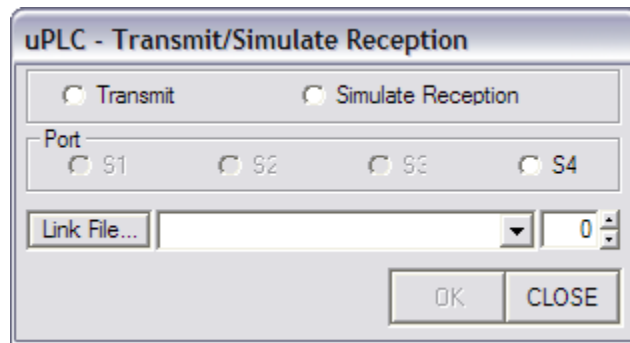 uPLC - Transmit/Simulate Reception
Transmit Simulate Reception
Port
S1 S2 S3 S4
Link File... 0
OK CLOSE